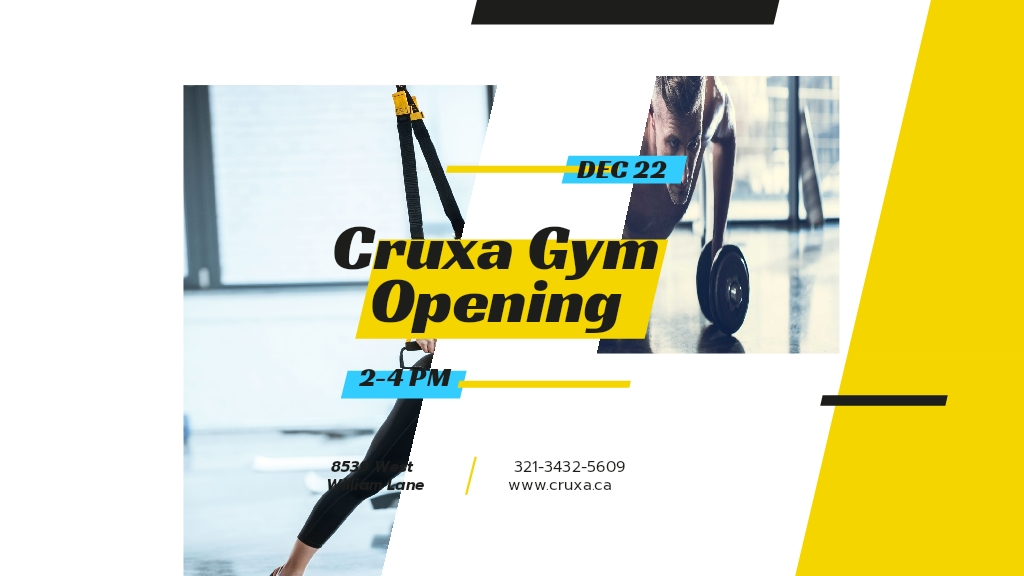 DEC 22
Cruxa Gym
Opening
2-4 PM
West
Lane
321-3432-5609
www.cruxa.ca